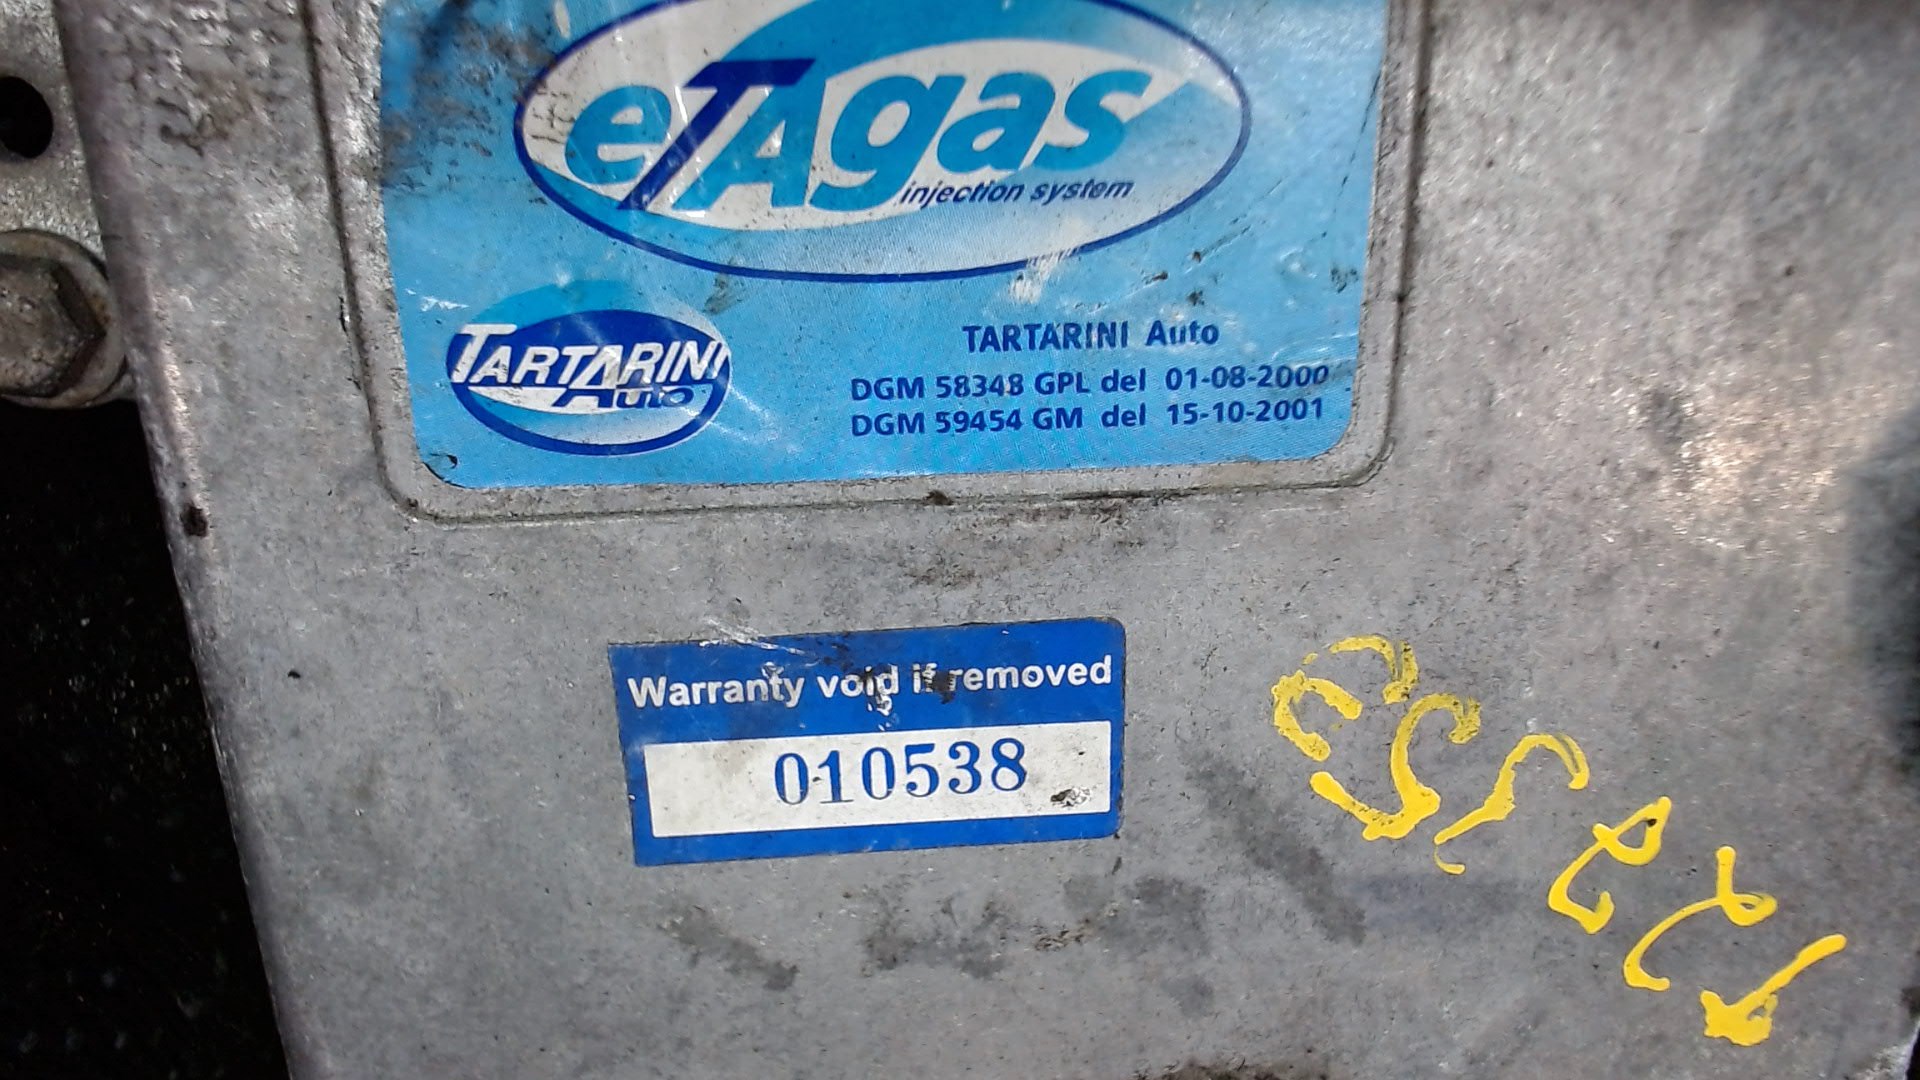 eTAgas
injection system
TARTARINI
Auto
TARTARINI Auto
DGM 58348 GPL del 01-08-2000
DGM 59454 GM del 15-10-2001
Warranty void if removed
010538